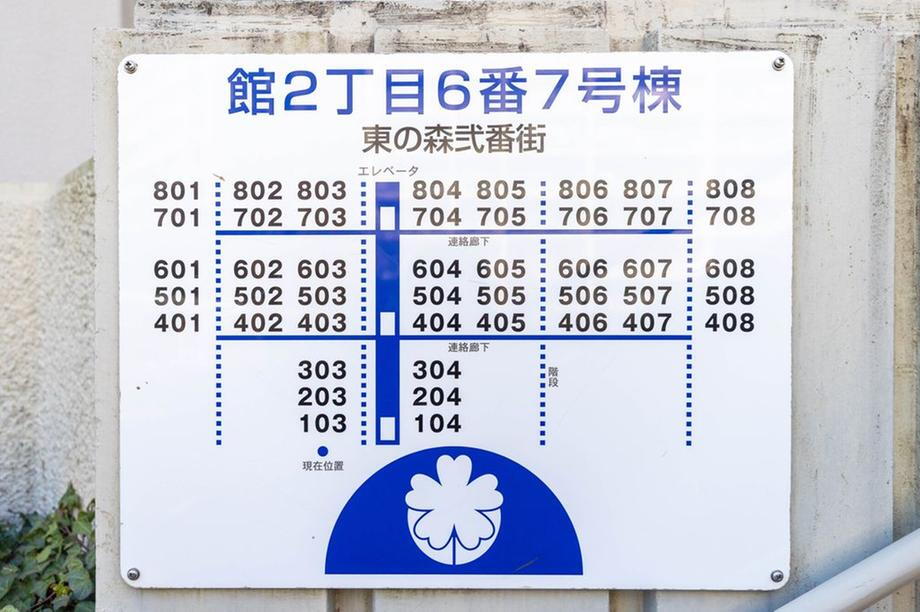 館2丁目6番7号棟
東の森弐番街
エレベータ
801 802 803 804 805 806 807 808
701 702 703 704 705 706 707 708
連絡廊下
601 602 603 604 605 606 607 608
501 502 503 504 505 506 507 508
401 402 403 404 405 406 407 408
連絡廊下
303 304
階段
203 204
103 104
現在位置